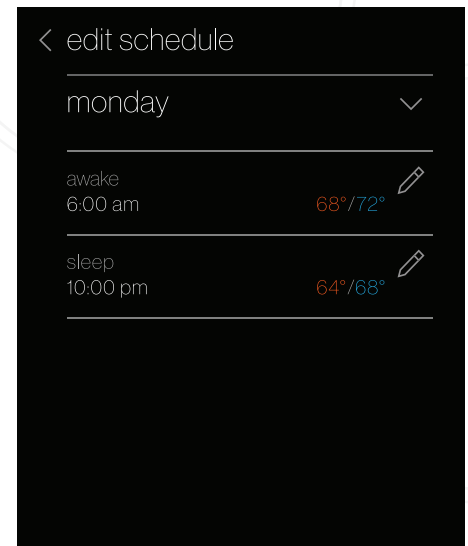 edit schedule
monday
awake
6:00 am 68°/72°
sleep
10:00 pm 64°/68°